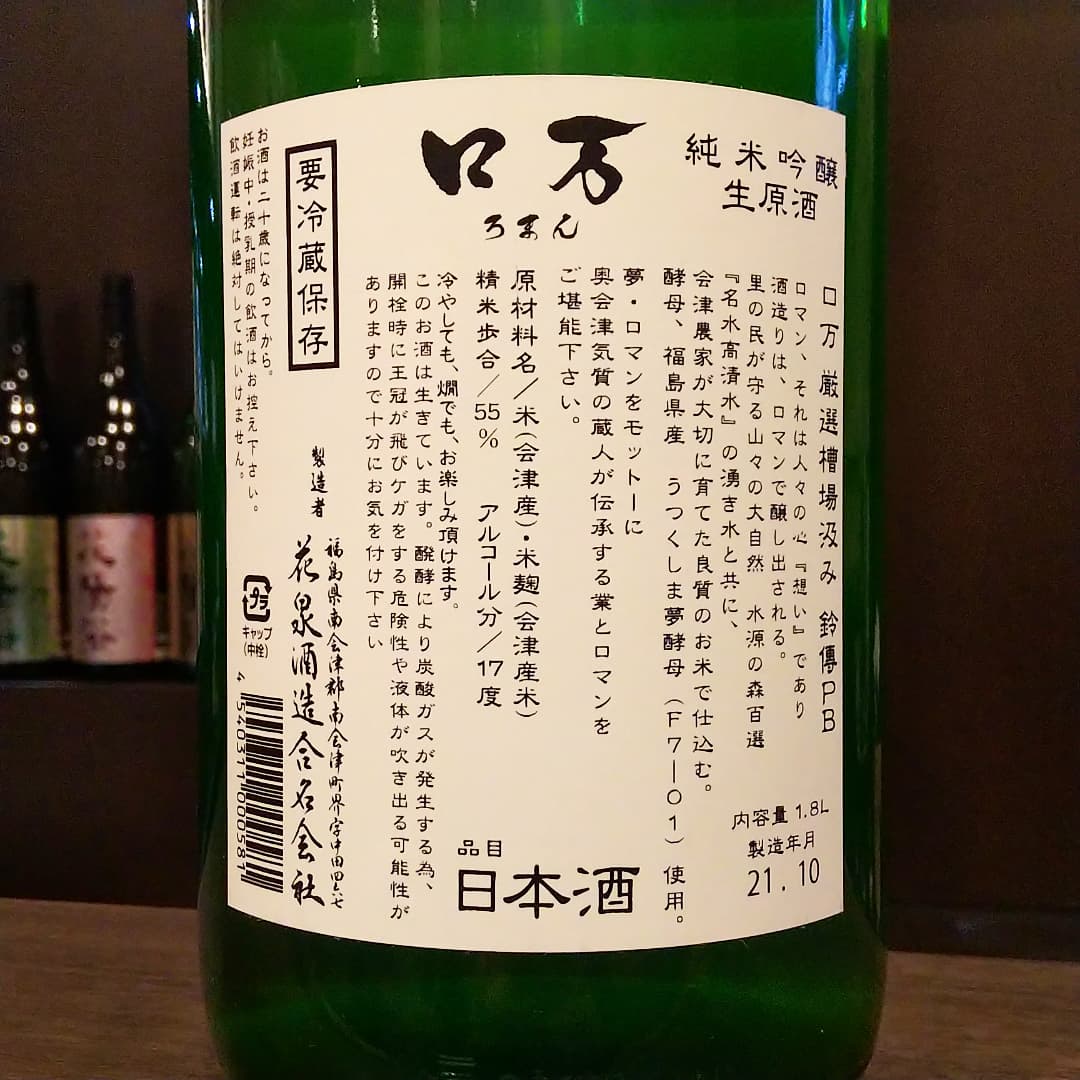 純米吟醸
生原酒
ロ万
ろまん
ロ万 厳選槽場汲み 鈴傳PB
ロマン、それは人々の心『想い』であり
酒造りは、ロマンで醸し出される。
里の民が守る山々の大自然 水源の森百選
『名水高清水』の湧き水と共に、
会津農家が大切に育てた良質のお米で仕込む。
酵母、福島県産 うつくしま夢酵母(F7-01)使用。
夢・ロマンをモットーに
奥会津気質の蔵人が伝承する業とロマンを
ご堪能下さい。
原材料名/米(会津産)・米麹(会津産米)
精米歩合/55% アルコール分/17度
冷やしても、燗でも、お楽しみ頂けます。
このお酒は生きています。醗酵により炭酸ガスが発生する為、
開栓時に王冠が飛びケガをする危険性や液体が吹き出る可能性が
ありますので十分にお気を付け下さい
内容量 1.8L
製造年月
21.10
品目
日本酒
要冷蔵保存
お酒は二十歳になってから。
妊娠中・授乳期の飲酒はお控え下さい。
飲酒運転は絶対してはいけません。
製造者
福島県南会津郡南会津町界字中田四六七
花泉酒造合名会社
プラ
キャップ
(中栓)
4540311000581